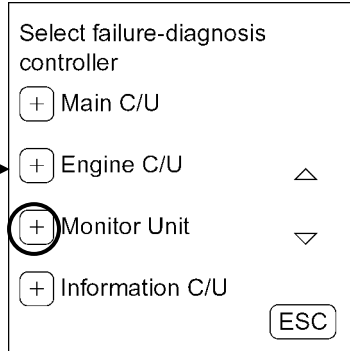 Select failure-diagnosis
controller
+ Main C/U
+ Engine C/U
+ Monitor Unit
+ Information C/U
ESC